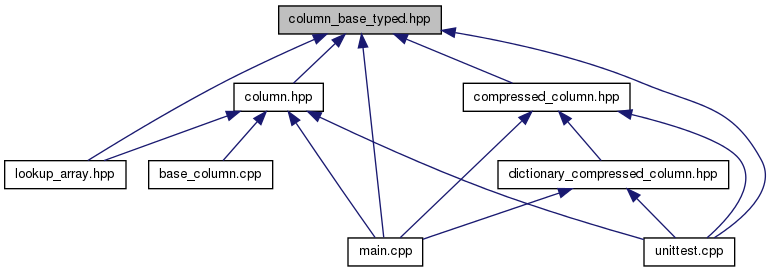 column_base_typed.hpp
column.hpp
compressed_column.hpp
lookup_array.hpp
base_column.cpp
dictionary_compressed_column.hpp
main.cpp
unittest.cpp